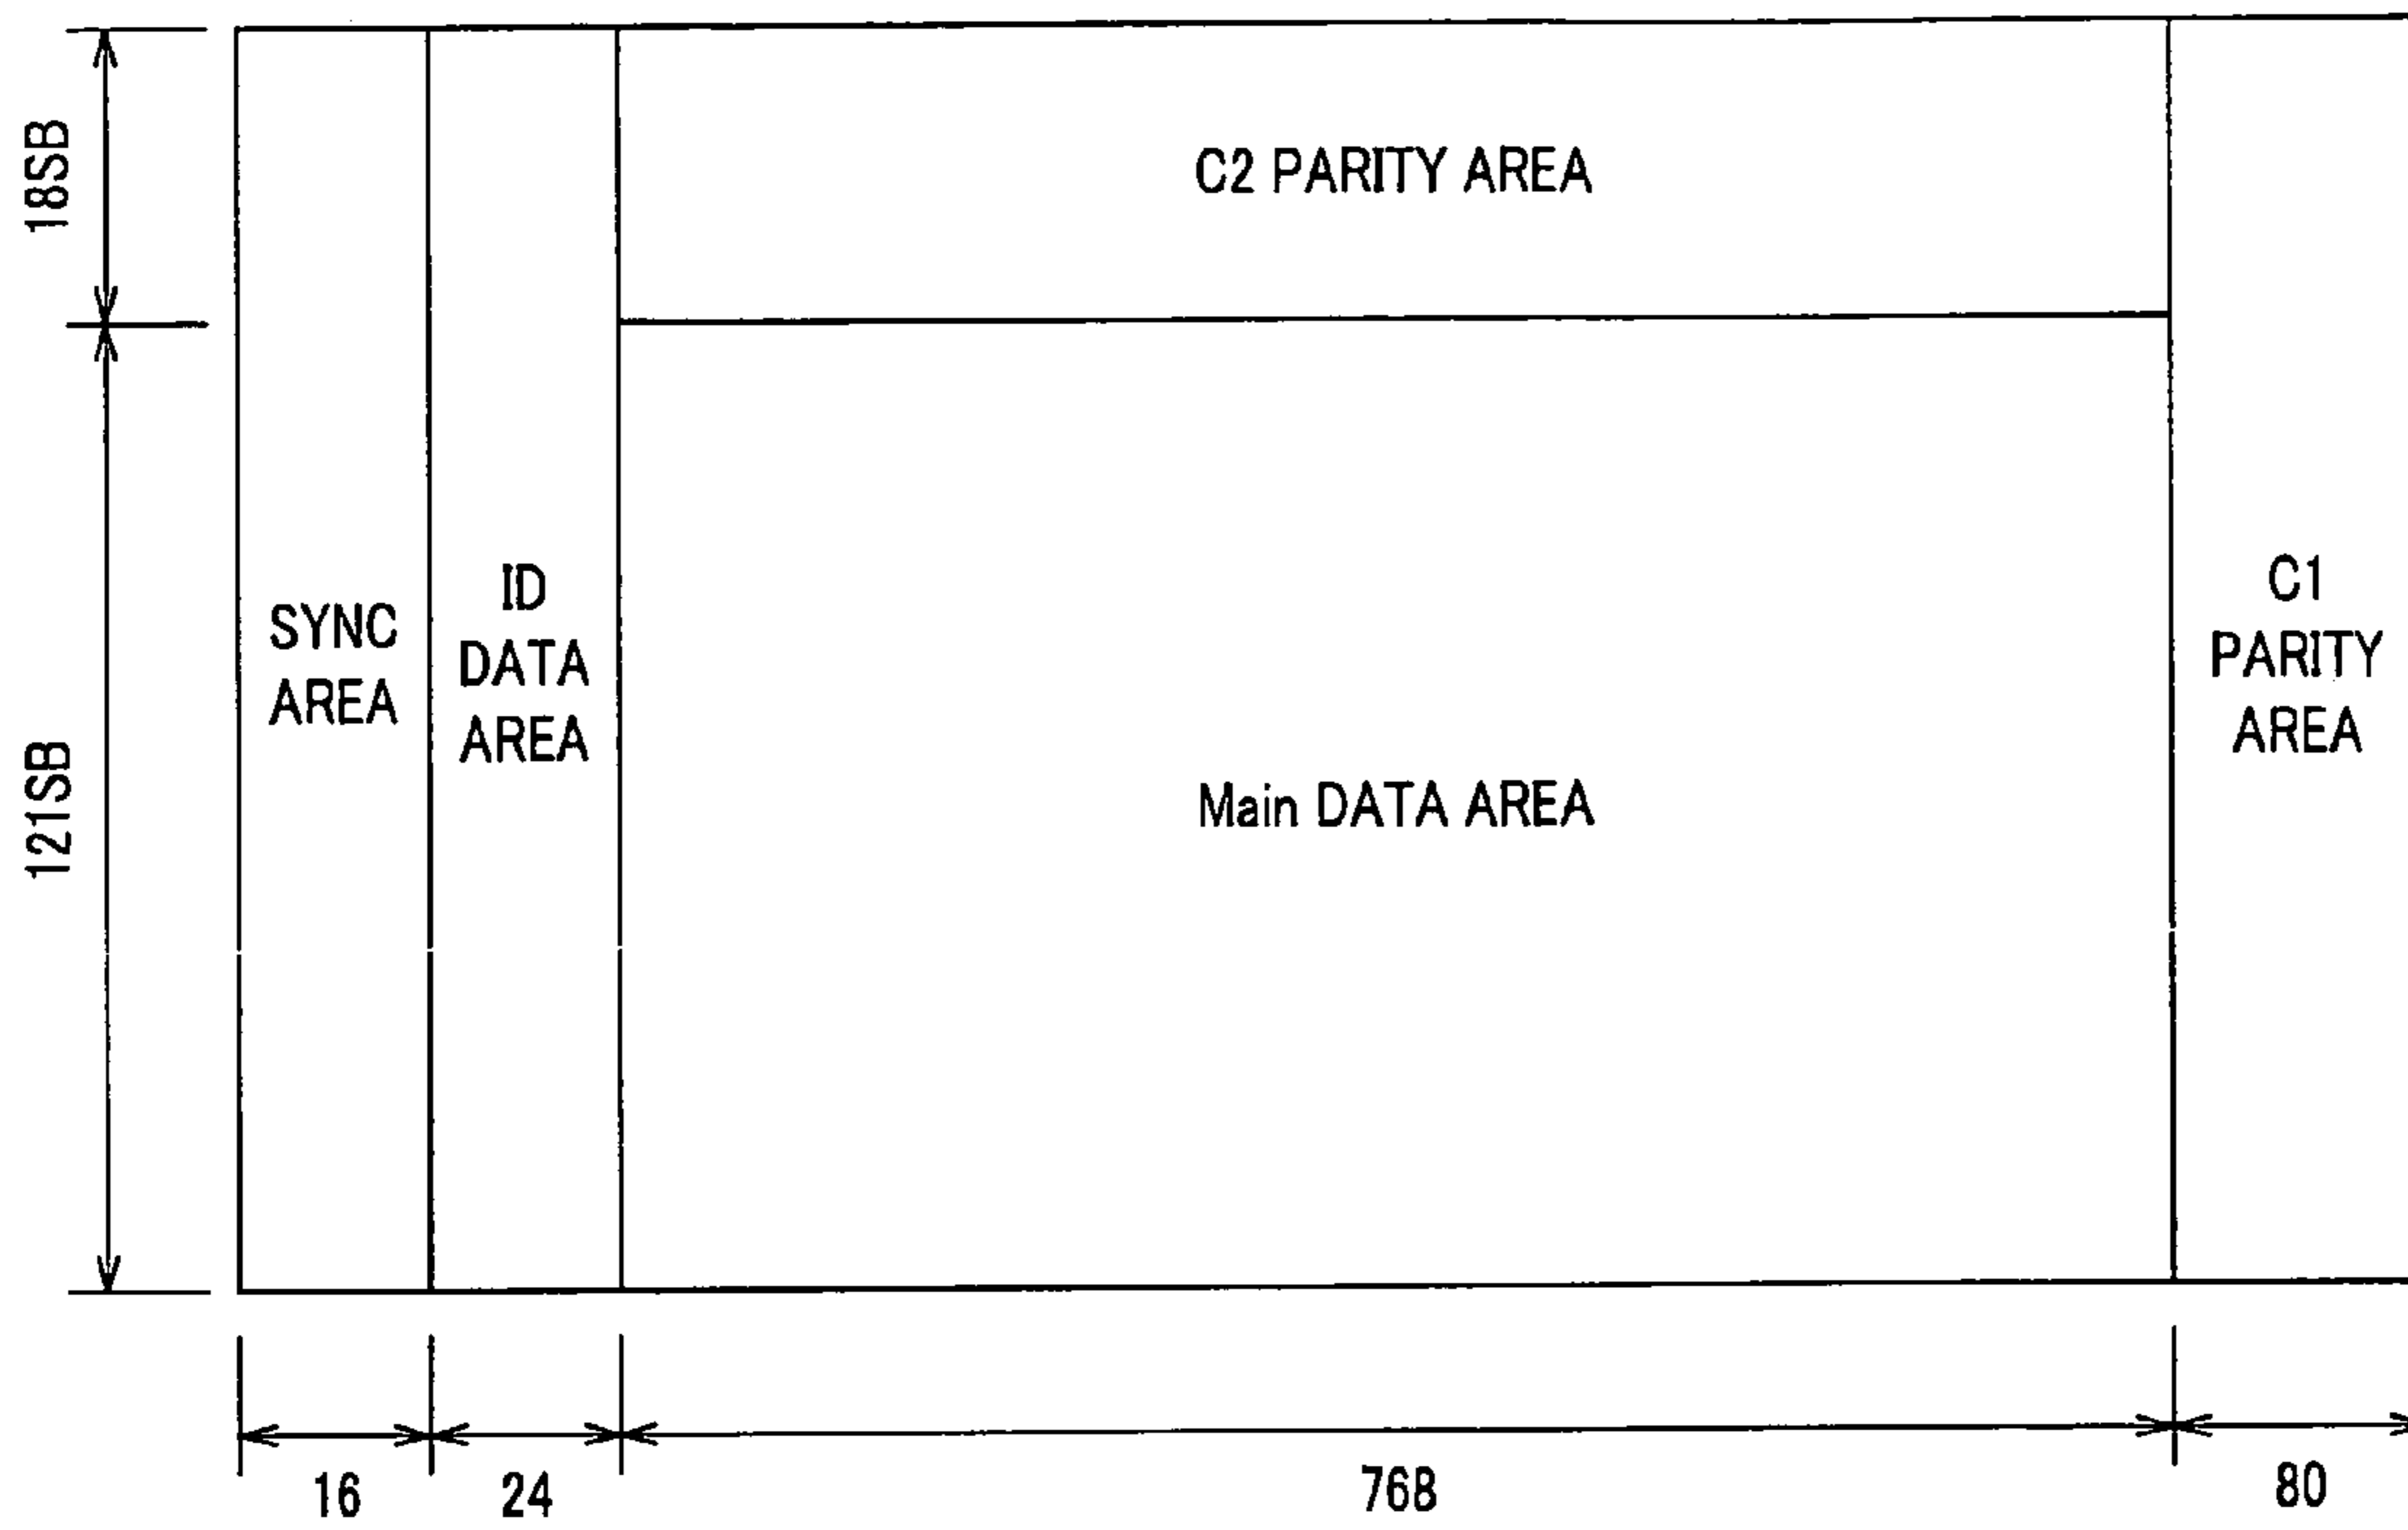 18SB
C2 PARITY AREA
121SB
SYNC
AREA
ID
DATA
AREA
Main DATA AREA
C1
PARITY
AREA
16
24
768
80